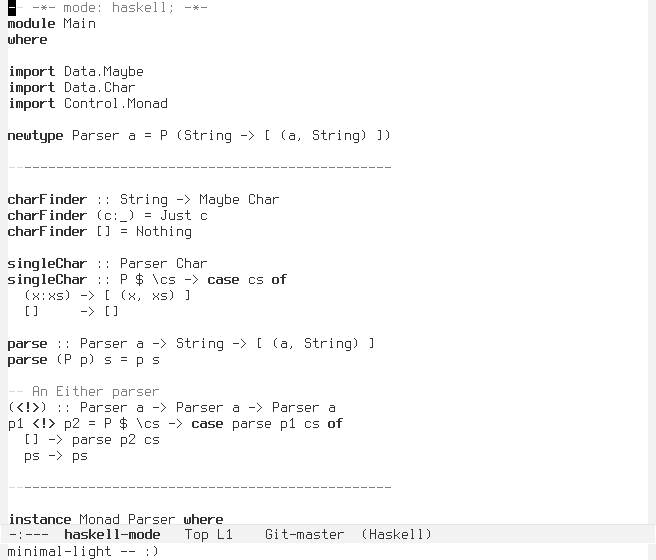 -- -*- mode: haskell; -*-
module Main
where
import Data.Maybe
import Data.Char
import Control.Monad
newtype Parser a = P (String -> [ (a, String) ])
------------------------------------------------
charFinder :: String -> Maybe Char
charFinder (c:_) = Just c
charFinder [] = Nothing
singleChar :: Parser Char
singleChar :: P $ \cs -> case cs of
  (x:xs) -> [ (x, xs) ]
  []     -> []
parse :: Parser a -> String -> [ (a, String) ]
parse (P p) s = p s
-- An Either parser
(<!>) :: Parser a -> Parser a -> Parser a
p1 <!> p2 = P $ \cs -> case parse p1 cs of
  [] -> parse p2 cs
  ps -> ps
------------------------------------------------
instance Monad Parser where
-:---  haskell-mode   Top L1    Git-master  (Haskell)
minimal-light -- :)